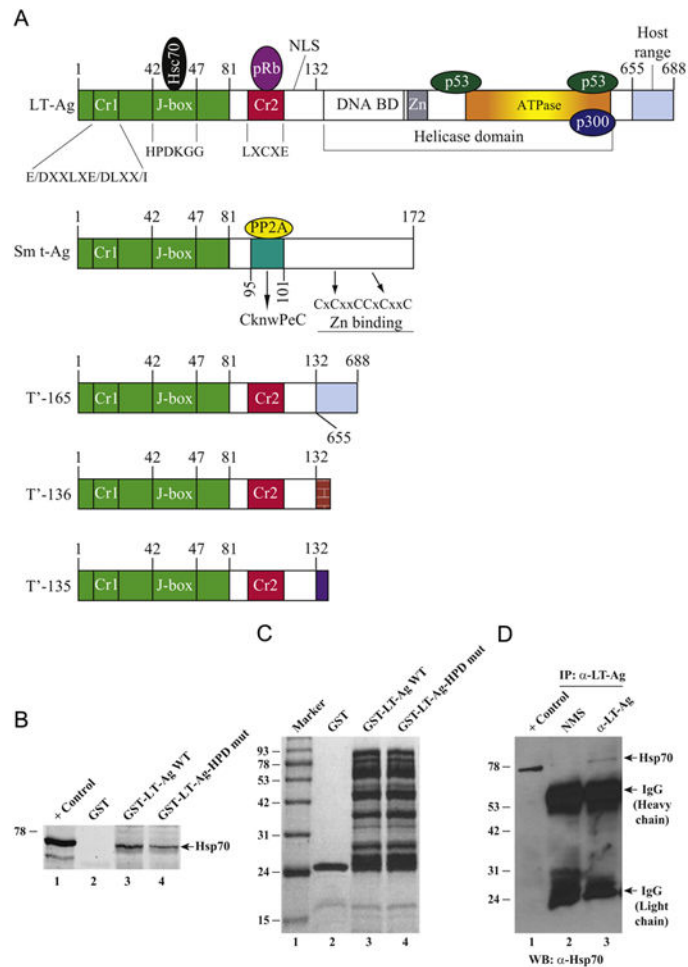 A
Hsc70 pRb NLS p53 p53 Host range
1 42 47 81 132 655 688
LT-Ag Cr1 J-box Cr2 DNA BD Zn ATPase p300
HPDKGG LXCXE Helicase domain
E/DXXLXE/DLXX/I
1 42 47 81 172
PP2A
Sm t-Ag Cr1 J-box
95 101
CxCxxCCxCxxC
CknwPeC Zn binding
1 42 47 81 132 688
T'-165 Cr1 J-box Cr2
655
1 42 47 81 132
T'-136 Cr1 J-box Cr2
1 42 47 81 132
T'-135 Cr1 J-box Cr2
B
+ Control GST GST-LT-Ag WT GST-LT-Ag-HPD mut
78
Hsp70
1 2 3 4
C
Marker GST GST-LT-Ag WT GST-LT-Ag-HPD mut
93
78
53
42
31
24
15
1 2 3 4
D
IP: α-LT-Ag
+ Control NMS α-LT-Ag
Hsp70
78
IgG
(Heavy
chain)
53
42
31
24
IgG
(Light
chain)
1 2 3
WB: α-Hsp70